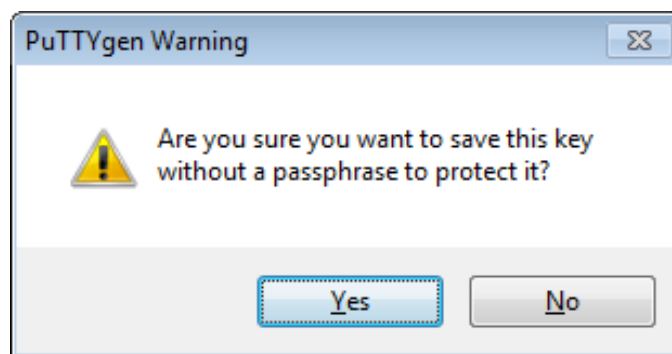 PuTTYgen Warning
Are you sure you want to save this key
without a passphrase to protect it?
Yes
No